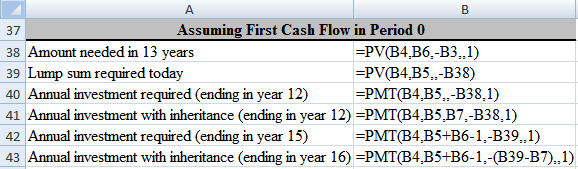 A B
37 Assuming First Cash Flow in Period 0
38 Amount needed in 13 years =PV(B4,B6,-B3,,1)
39 Lump sum required today =PV(B4,B5,,-B38)
40 Annual investment required (ending in year 12) =PMT(B4,B5,,-B38,1)
41 Annual investment with inheritance (ending in year 12) =PMT(B4,B5,B7,-B38,1)
42 Annual investment required (ending in year 15) =PMT(B4,B5+B6-1,-B39,,1)
43 Annual investment with inheritance (ending in year 16) =PMT(B4,B5+B6-1,-(B39-B7),,1)